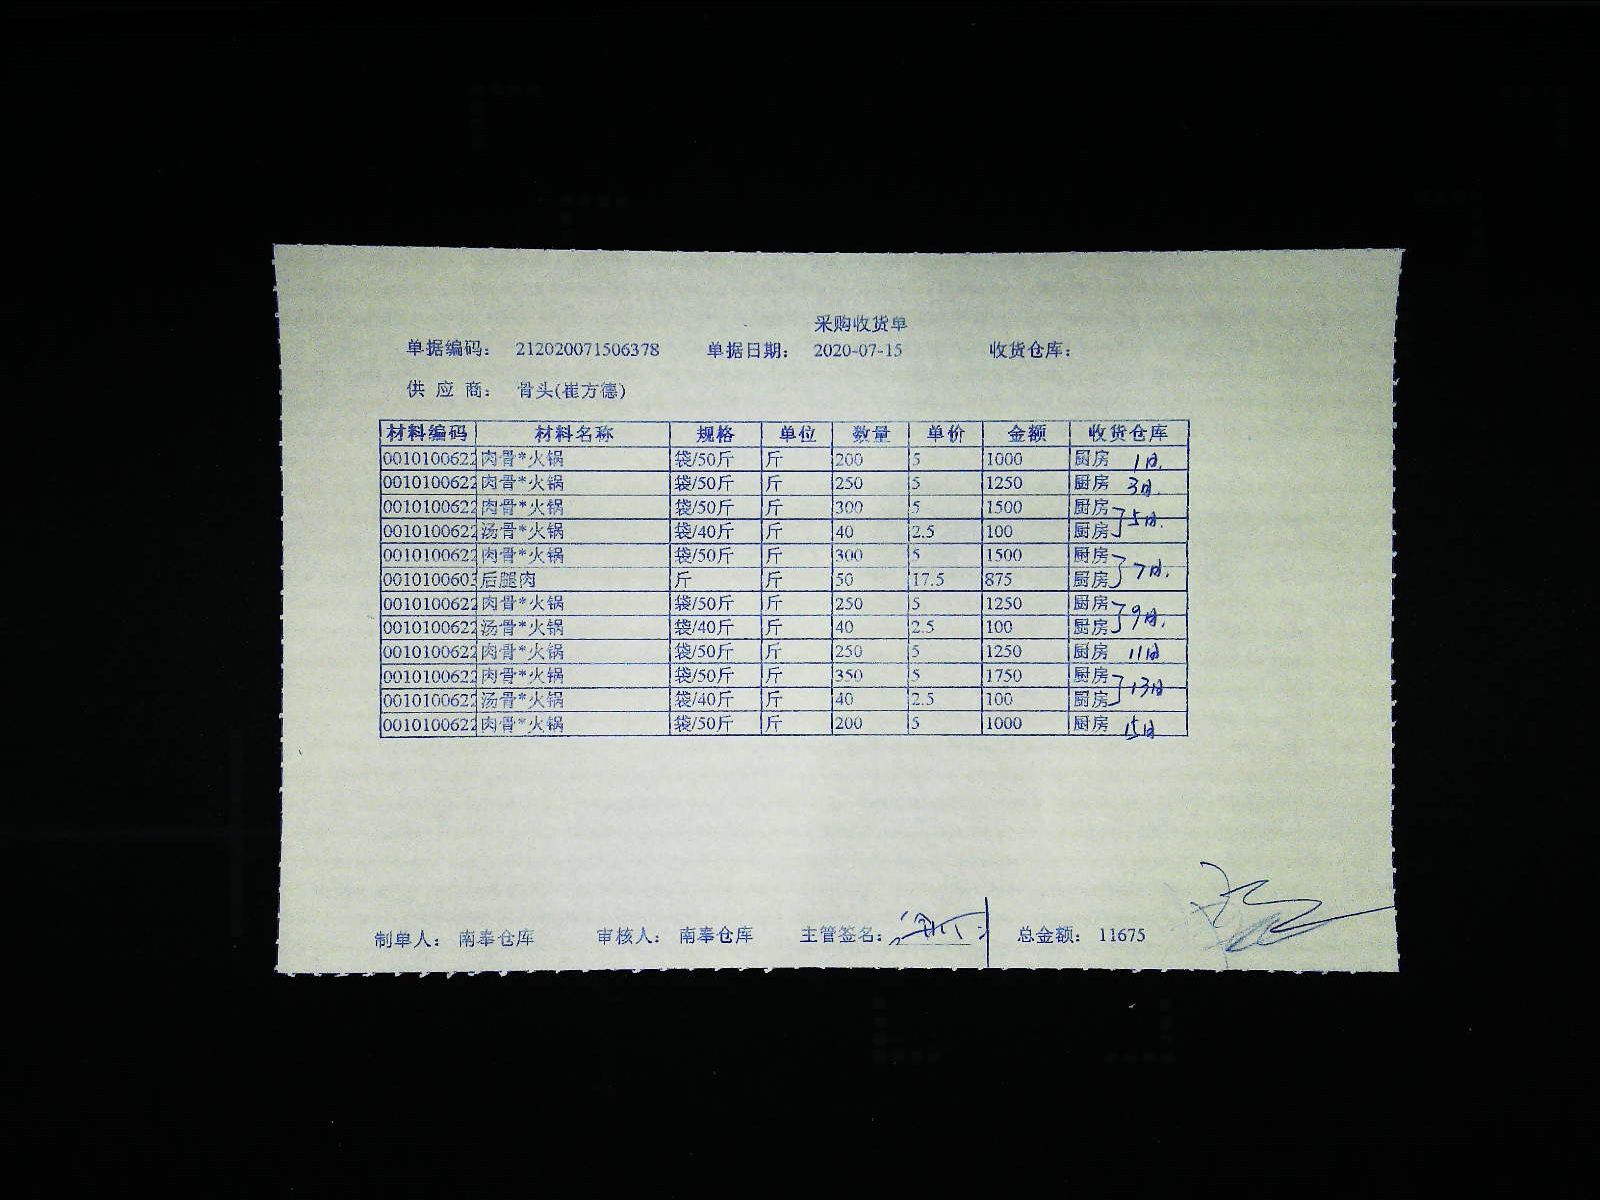 采购收货单
单据编码： 212020071506378 单据日期： 2020-07-15 收货仓库：
供 应 商： 骨头(崔方德)
材料编码 材料名称 规格 单位 数量 单价 金额 收货仓库
0010100622 肉骨*火锅 袋/50斤 斤 200 5 1000 厨房 1日.
0010100622 肉骨*火锅 袋/50斤 斤 250 5 1250 厨房 3日.
0010100622 肉骨*火锅 袋/50斤 斤 300 5 1500 厨房
0010100622 汤骨*火锅 袋/40斤 斤 40 2.5 100 厨房 5日.
0010100622 肉骨*火锅 袋/50斤 斤 300 5 1500 厨房
0010100603 后腿肉 斤 斤 50 17.5 875 厨房 7日.
0010100622 肉骨*火锅 袋/50斤 斤 250 5 1250 厨房
0010100622 汤骨*火锅 袋/40斤 斤 40 2.5 100 厨房 9日.
0010100622 肉骨*火锅 袋/50斤 斤 250 5 1250 厨房 11日
0010100622 肉骨*火锅 袋/50斤 斤 350 5 1750 厨房
0010100622 汤骨*火锅 袋/40斤 斤 40 2.5 100 厨房 13日
0010100622 肉骨*火锅 袋/50斤 斤 200 5 1000 厨房 15日
制单人： 南奉仓库 审核人： 南奉仓库 主管签名： 总金额： 11675